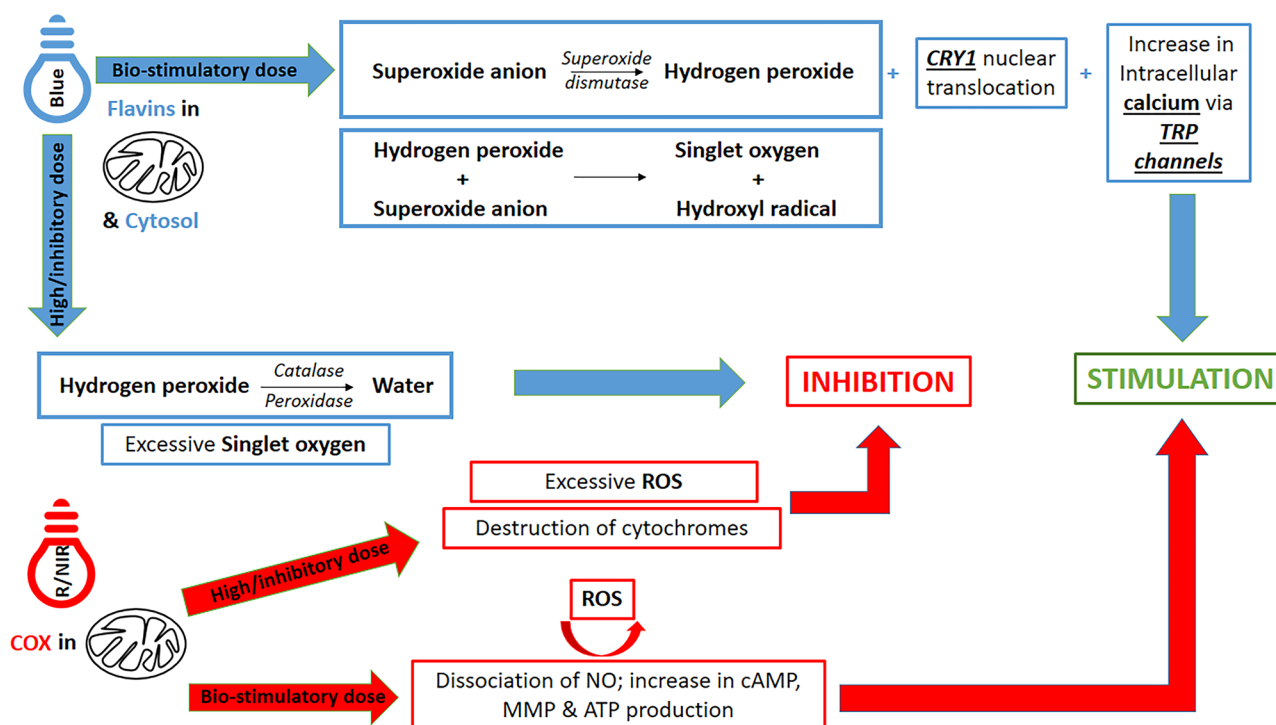 Blue
Bio-stimulatory dose
Flavins in
& Cytosol
High/inhibitory dose
Superoxide anion
Superoxide
dismutase
Hydrogen peroxide
+
CRY1 nuclear
translocation
+
Increase in
Intracellular
calcium via
TRP
channels
Hydrogen peroxide
+
Superoxide anion
Singlet oxygen
+
Hydroxyl radical
Hydrogen peroxide
Catalase
Peroxidase
Water
Excessive Singlet oxygen
INHIBITION
STIMULATION
Excessive ROS
Destruction of cytochromes
R/NIR
COX in
High/inhibitory dose
ROS
Bio-stimulatory dose
Dissociation of NO; increase in cAMP,
MMP & ATP production